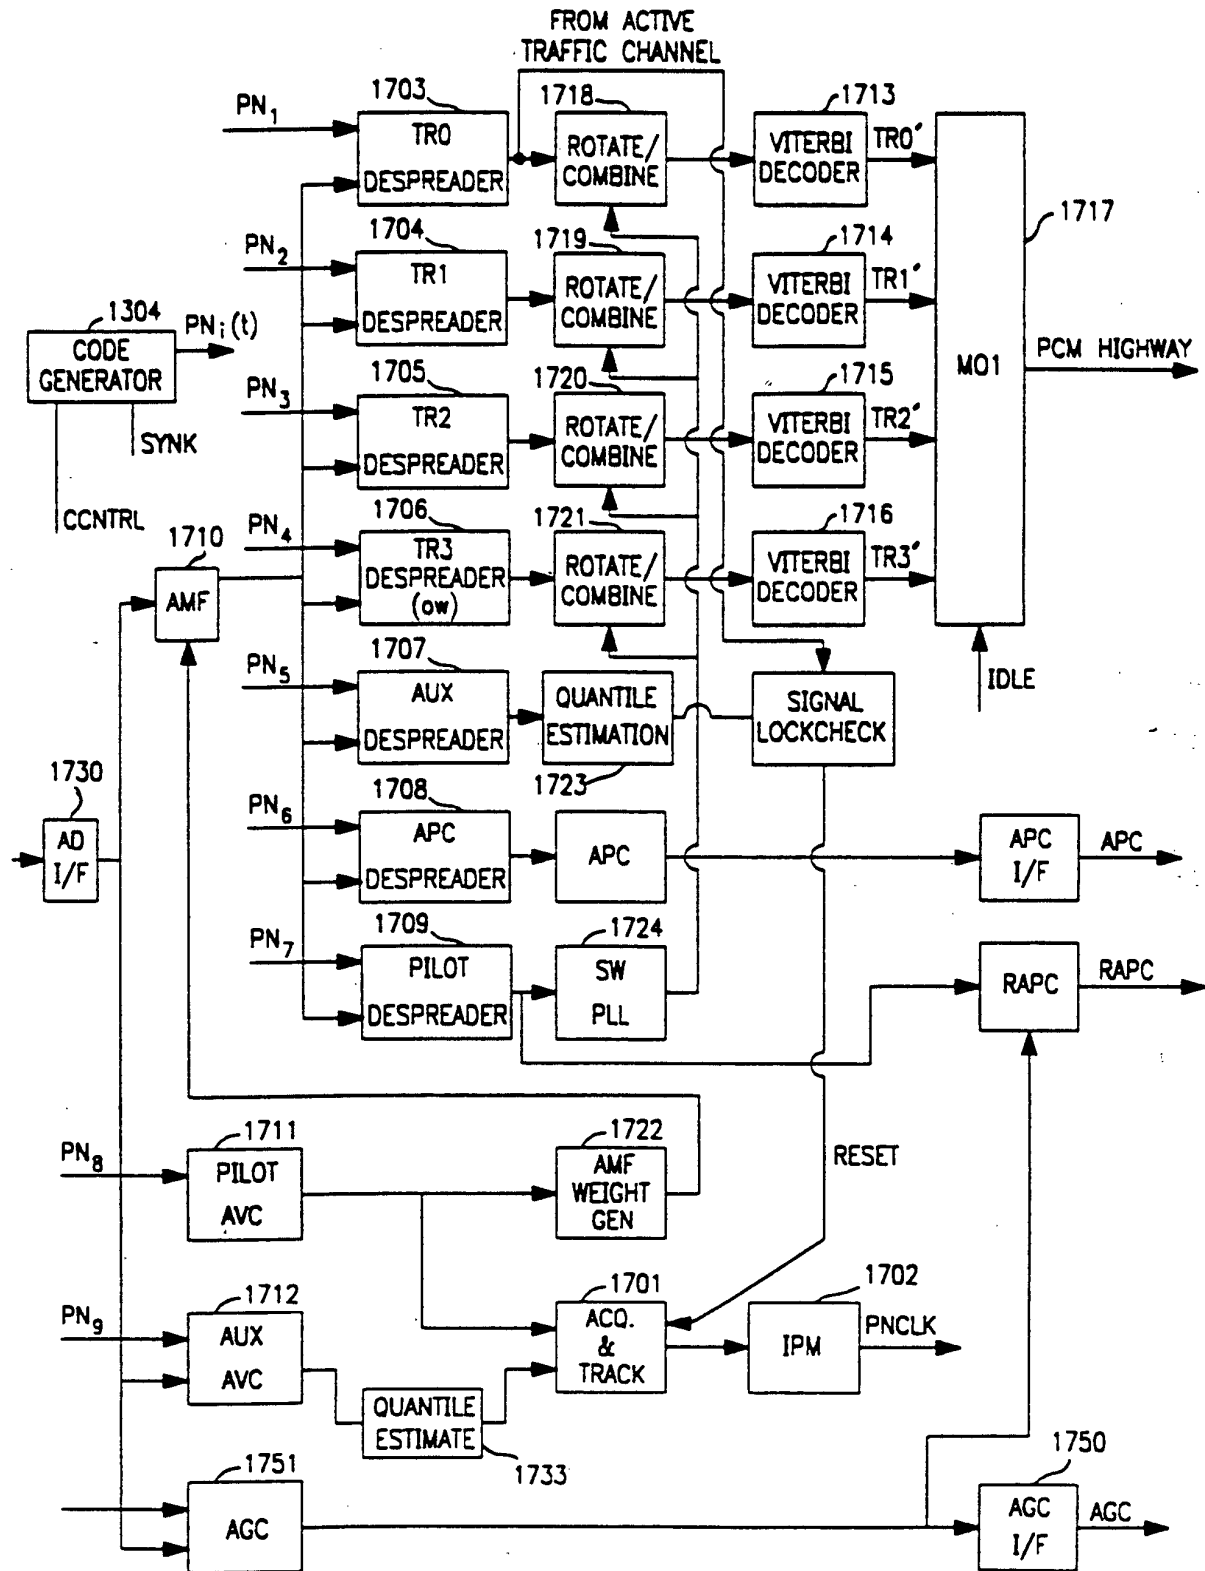 FROM ACTIVE
TRAFFIC CHANNEL
PN1
1703
TR0
DESPREADER
1718
ROTATE/
COMBINE
1713
VITERBI
DECODER
TR0'
PN2
1704
TR1
DESPREADER
1719
ROTATE/
COMBINE
1714
VITERBI
DECODER
TR1'
1717
MO1
PCM HIGHWAY
1304
CODE
GENERATOR
PNi(t)
SYNK
CCNTRL
PN3
1705
TR2
DESPREADER
1720
ROTATE/
COMBINE
1715
VITERBI
DECODER
TR2'
PN4
1706
TR3
DESPREADER
(OW)
1721
ROTATE/
COMBINE
1716
VITERBI
DECODER
TR3'
IDLE
1710
AMF
PN5
1707
AUX
DESPREADER
QUANTILE
ESTIMATION
1723
SIGNAL
LOCKCHECK
1730
AD
I/F
PN6
1708
APC
DESPREADER
APC
APC
I/F
APC
PN7
1709
PILOT
DESPREADER
1724
SW
PLL
RAPC
RAPC
PN8
1711
PILOT
AVC
1722
AMF
WEIGHT
GEN
RESET
PN9
1712
AUX
AVC
QUANTILE
ESTIMATE
1733
1701
ACQ.
&
TRACK
1702
IPM
PNCLK
1751
AGC
1750
AGC
I/F
AGC